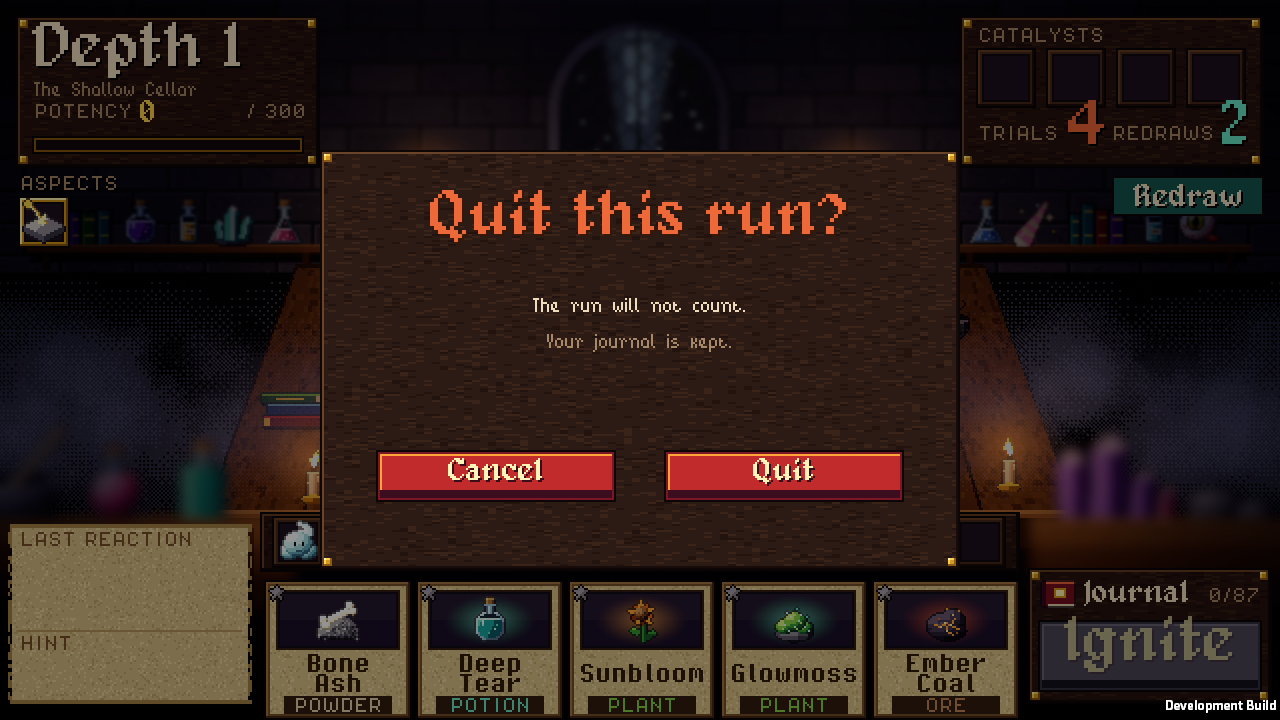 Depth 1
The Shallow Cellar
POTENCY 0 / 300
ASPECTS
CATALYSTS
TRIALS 4 REDRAWS 2
Redraw
Quit this run?
The run will not count.
Your journal is kept.
Cancel
Quit
LAST REACTION
HINT
Bone Ash
POWDER
Deep Tear
POTION
Sunbloom
PLANT
Glowmoss
PLANT
Ember Coal
ORE
Journal 0/87
Ignite
Development Build